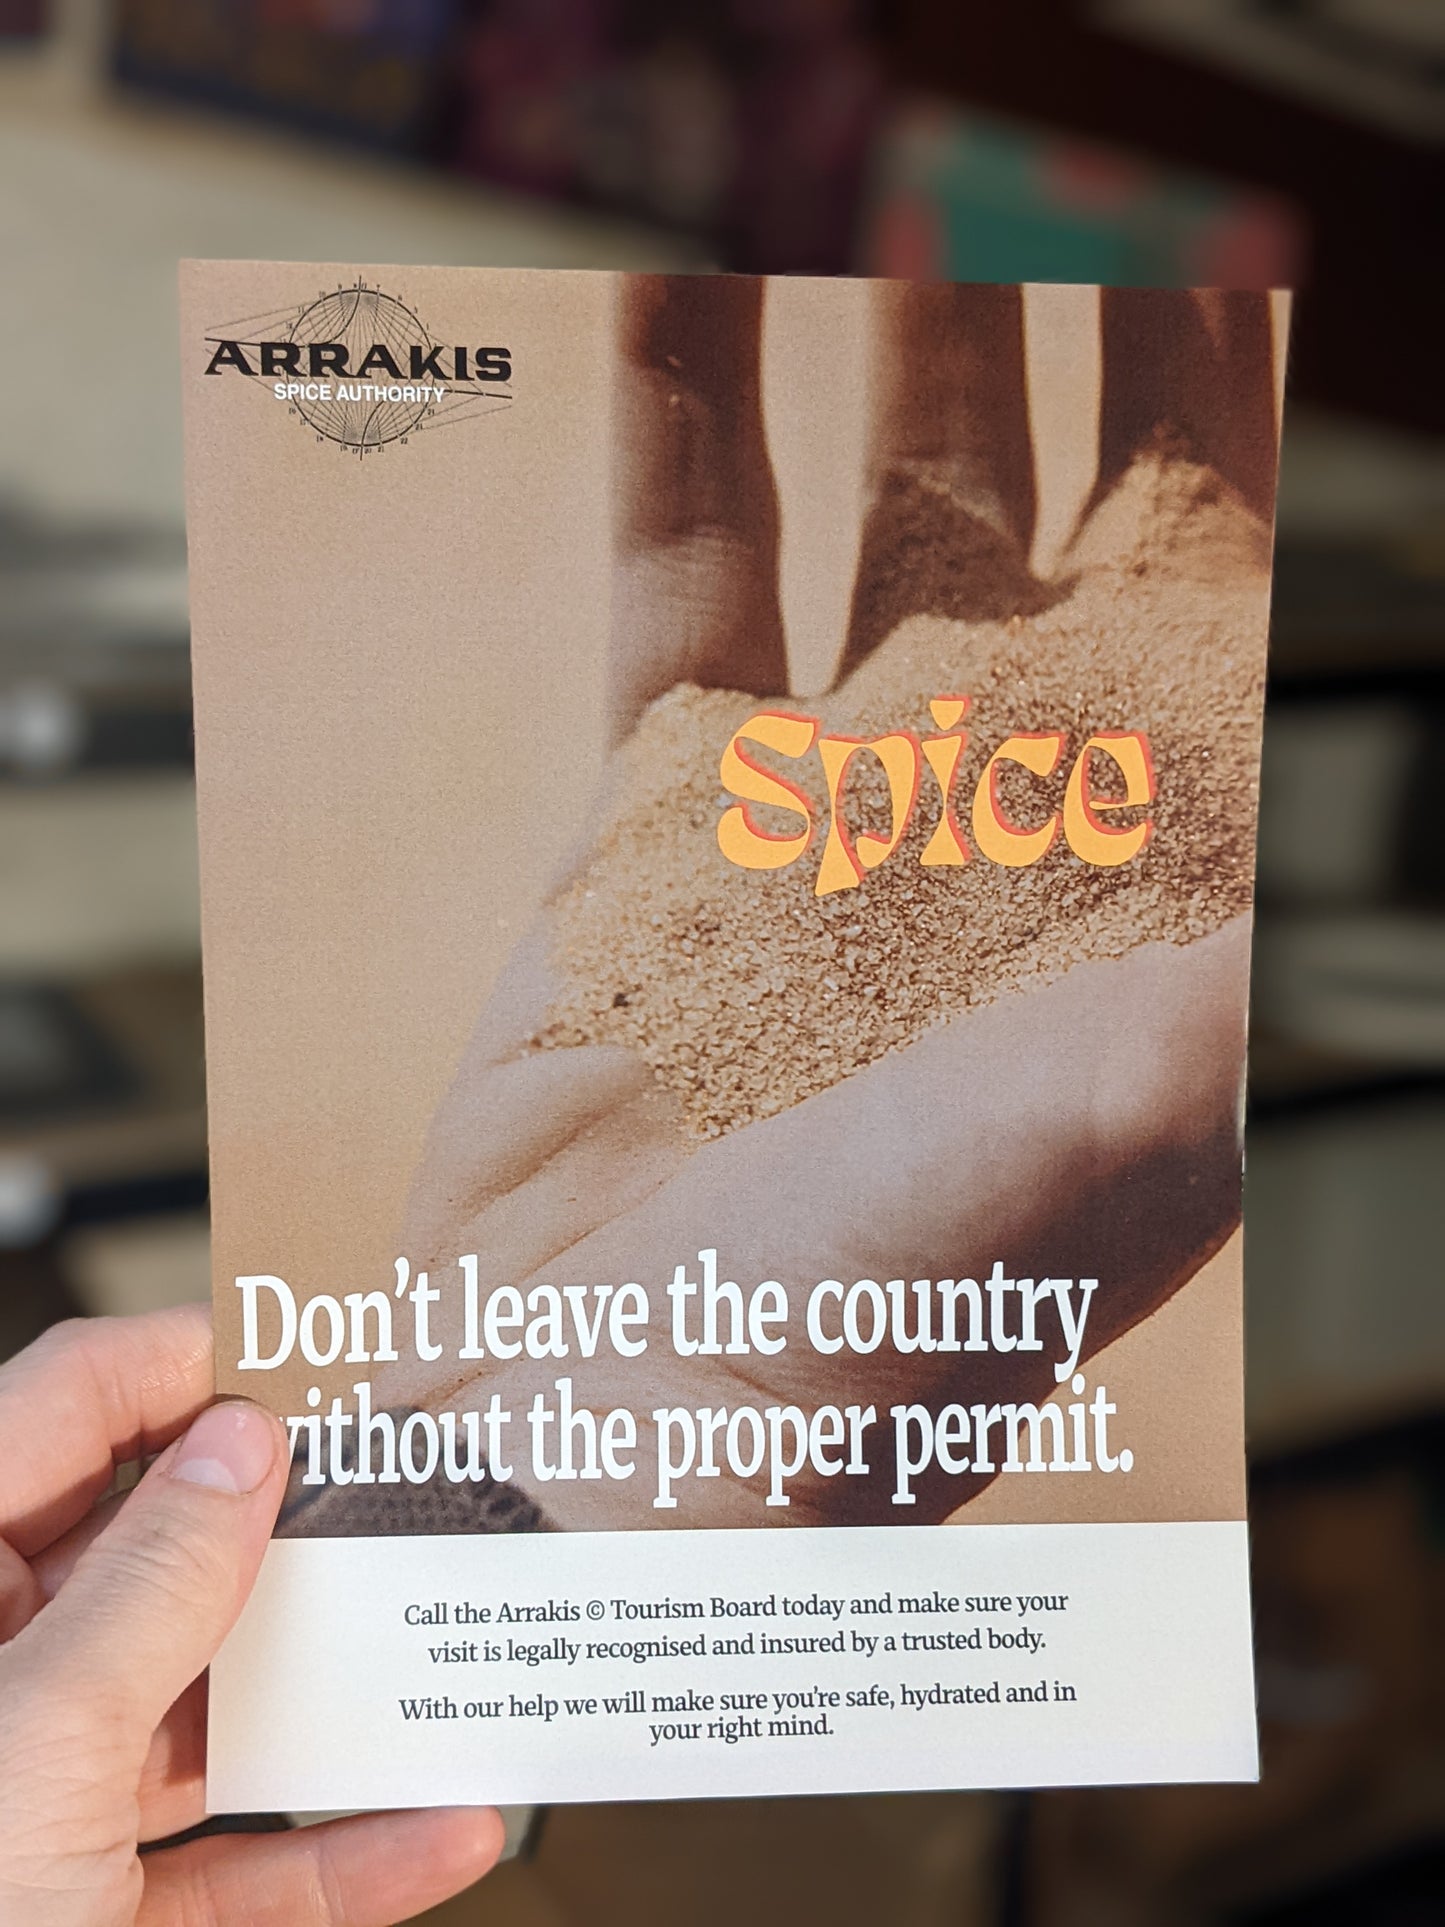 ARRAKIS
SPICE AUTHORITY
Spice
Don't leave the country
without the proper permit.
Call the Arrakis © Tourism Board today and make sure your
visit is legally recognised and insured by a trusted body.
With our help we will make sure you're safe, hydrated and in
your right mind.